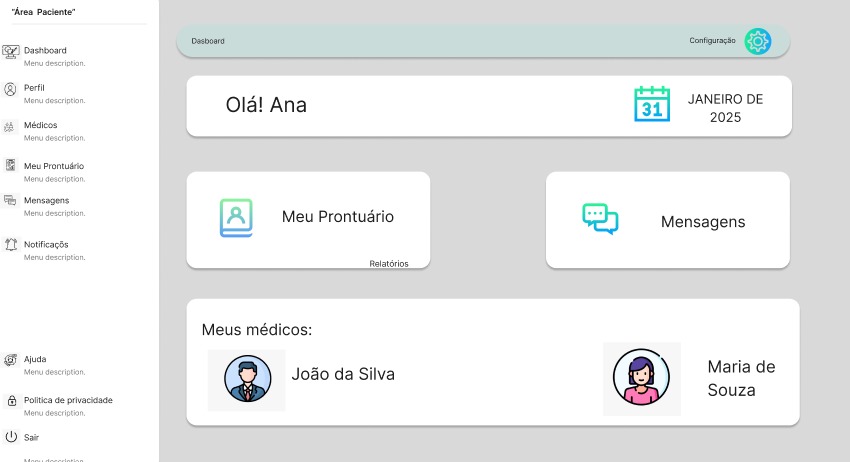 "Área Paciente"
Dashboard
Menu description.
Perfil
Menu description.
Médicos
Menu description.
Meu Prontuário
Menu description.
Mensagens
Menu description.
Notificaçõs
Menu description.
Ajuda
Menu description.
Politica de privacidade
Menu description.
Sair
Menu description.
Dasboard
Configuração
Olá! Ana
31
JANEIRO DE
2025
Meu Prontuário
Relatórios
Mensagens
Meus médicos:
João da Silva
Maria de
Souza